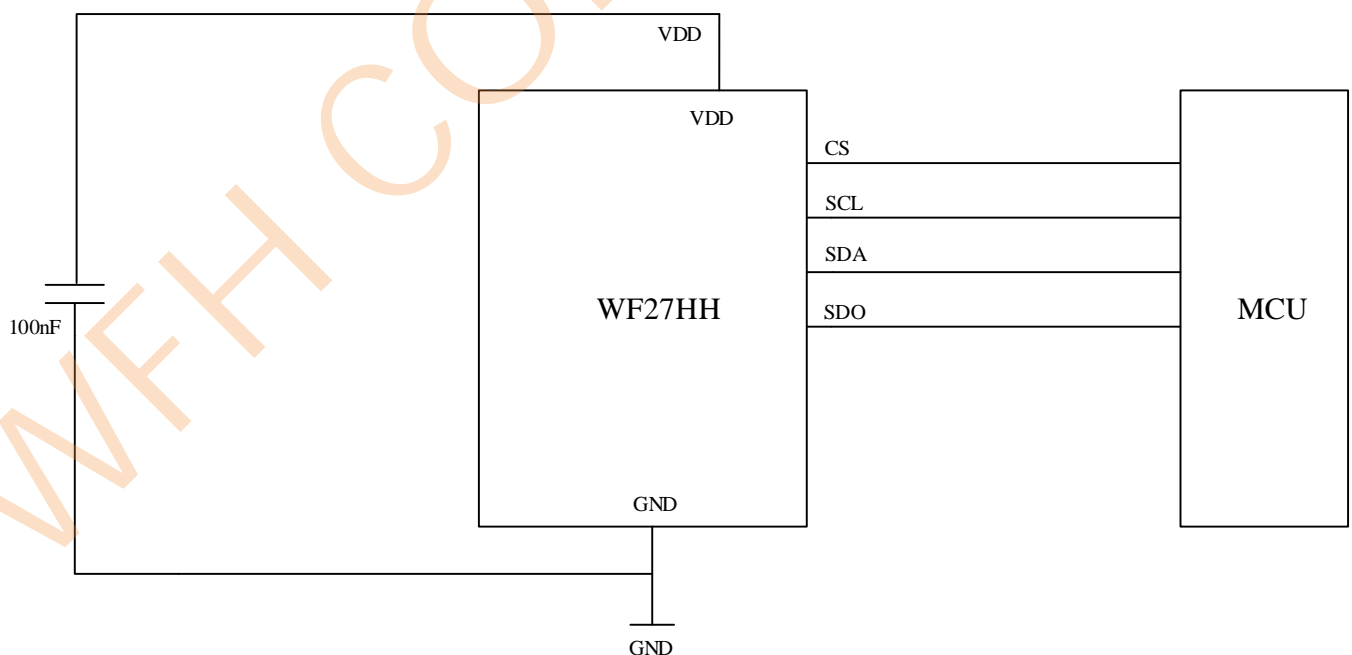 VDD
VDD
CS
SCL
SDA
SDO
WF27HH
MCU
100nF
GND
GND
WFH CO